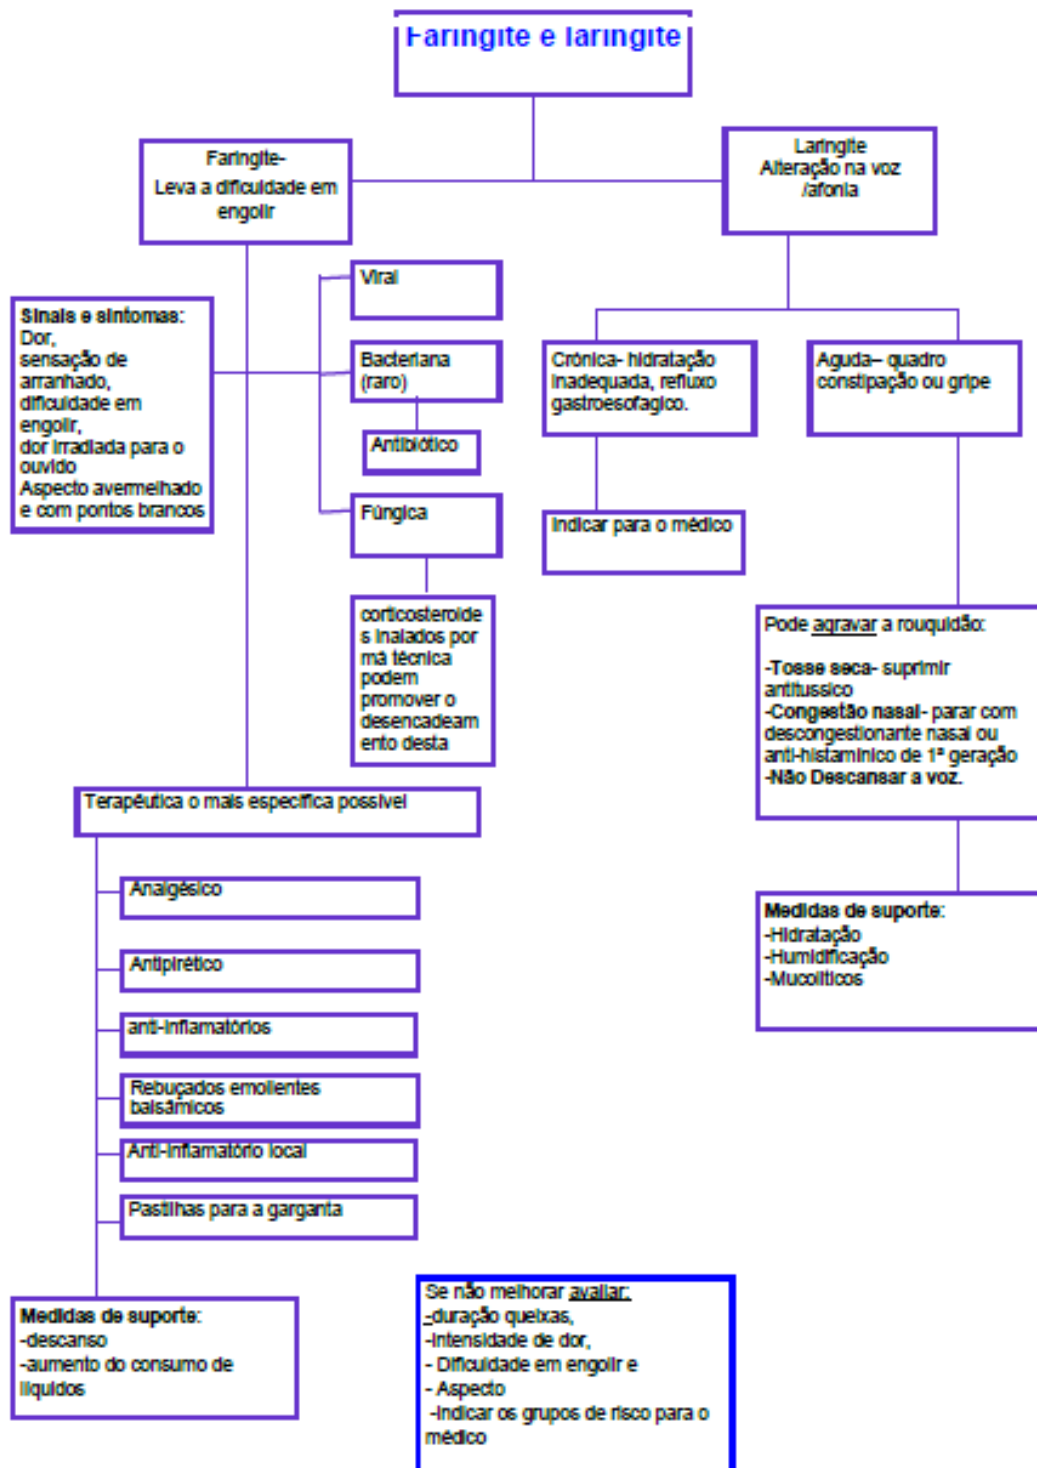 Faringite e laringite
Faringite-
Leva a dificuldade em
engolir
Laringite
Alteração na voz
/afonia
Sinais e sintomas:
Dor,
sensação de
arranhado,
dificuldade em
engolir,
dor irradiada para o
ouvido
Aspecto avermelhado
e com pontos brancos
Viral
Bacteriana
(raro)
Antibiótico
Fúngica
corticosteroide
s inalados por
má técnica
podem
promover o
desencadeam
ento desta
Crónica- hidratação
inadequada, refluxo
gastroesofagico.
Indicar para o médico
Aguda– quadro
constipação ou gripe
Pode agravar a rouquidão:
-Tosse seca- suprimir
antitussico
-Congestão nasal- parar com
descongestionante nasal ou
anti-histamínico de 1ª geração
-Não Descansar a voz.
Medidas de suporte:
-Hidratação
-Humidificação
-Mucolíticos
Terapêutica o mais específica possível
Analgésico
Antipirético
anti-inflamatórios
Rebuçados emolientes
balsâmicos
Anti-inflamatório local
Pastilhas para a garganta
Medidas de suporte:
-descanso
-aumento do consumo de
líquidos
Se não melhorar avaliar:
-duração queixas,
-intensidade de dor,
- Dificuldade em engolir e
- Aspecto
-Indicar os grupos de risco para o
médico